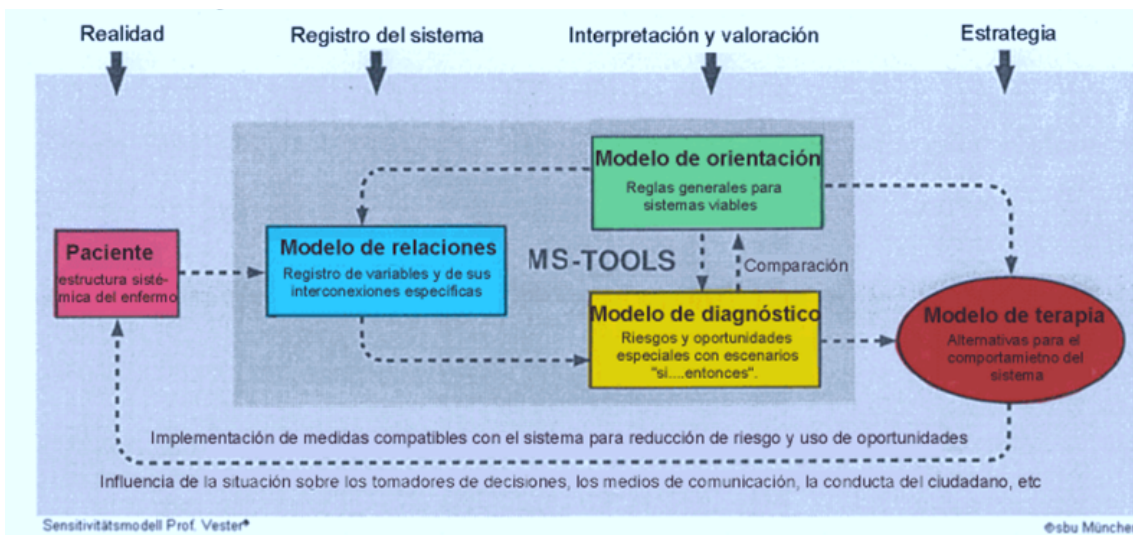 Realidad
Registro del sistema
Interpretación y valoración
Estrategia
Modelo de orientación
Reglas generales para
sistemas viables
Paciente
estructura sisté-
mica del enfermo
Modelo de relaciones
Registro de variables y de sus
interconexiones específicas
MS-TOOLS
Comparación
Modelo de diagnóstico
Riesgos y oportunidades
especiales con escenarios
"si....entonces".
Modelo de terapia
Alternativas para el
comportamietno del
sistema
Implementación de medidas compatibles con el sistema para reducción de riesgo y uso de oportunidades
Influencia de la situación sobre los tomadores de decisiones, los medios de comunicación, la conducta del ciudadano, etc
Sensitivitätsmodell Prof. Vester®
©sbu München